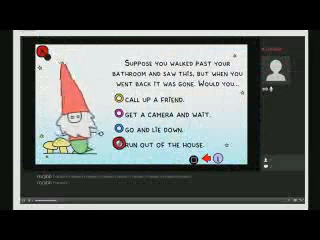 Suppose you walked past your
bathroom and saw this, but when you
went back it was gone. Would you...
Call up a friend.
Get a camera and wait.
Go and lie down.
Run out of the house.